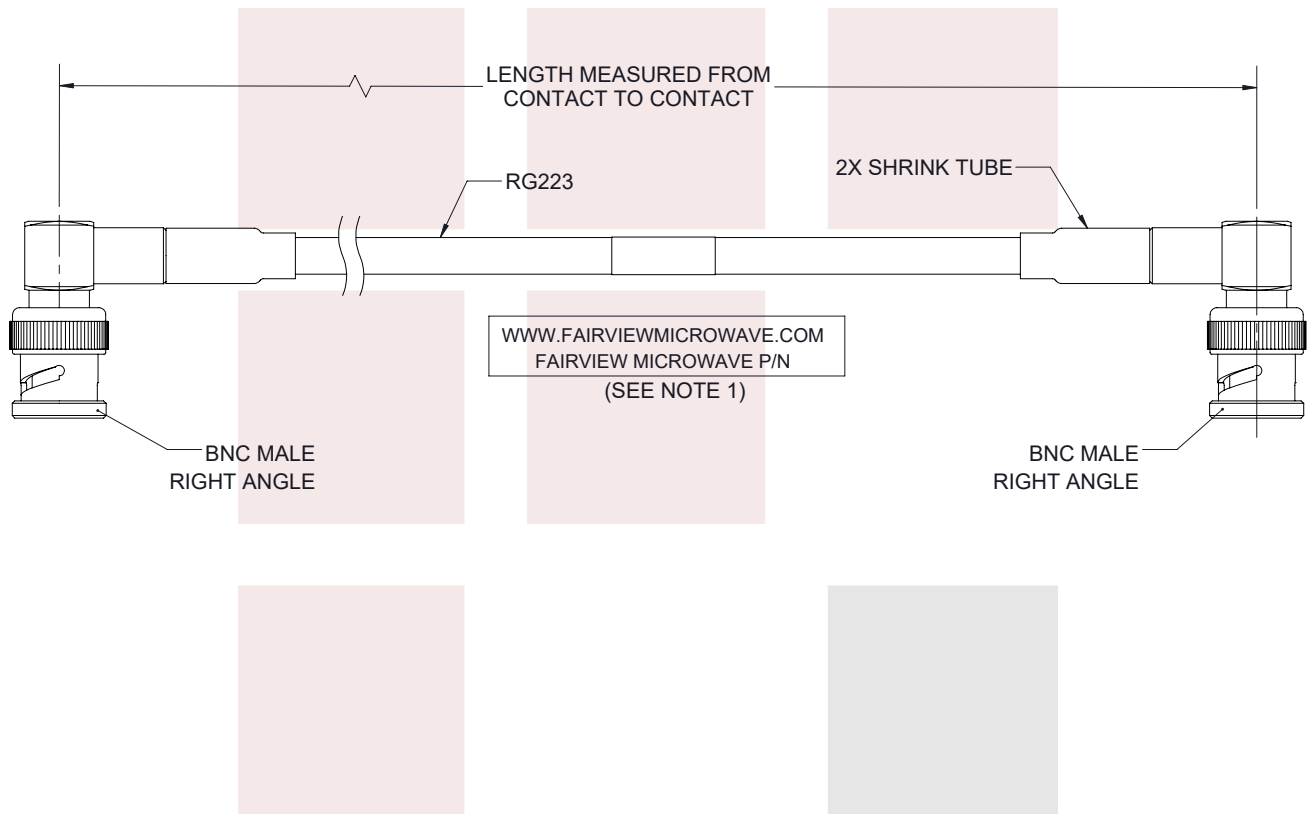 LENGTH MEASURED FROM
CONTACT TO CONTACT
RG223
2X SHRINK TUBE
WWW.FAIRVIEWMICROWAVE.COM
FAIRVIEW MICROWAVE P/N
(SEE NOTE 1)
BNC MALE
RIGHT ANGLE
BNC MALE
RIGHT ANGLE